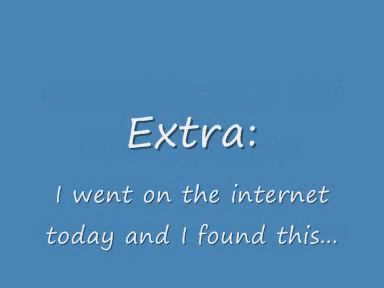 Extra:
I went on the internet
today and I found this...